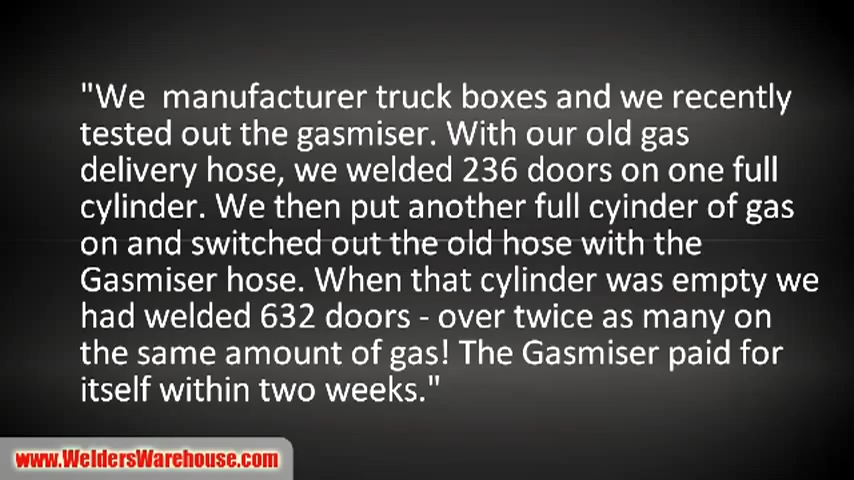 "We  manufacturer truck boxes and we recently
tested out the gasmiser. With our old gas
delivery hose, we welded 236 doors on one full
cylinder. We then put another full cyinder of gas
on and switched out the old hose with the
Gasmiser hose. When that cylinder was empty we
had welded 632 doors - over twice as many on
the same amount of gas! The Gasmiser paid for
itself within two weeks."
www.WeldersWarehouse.com